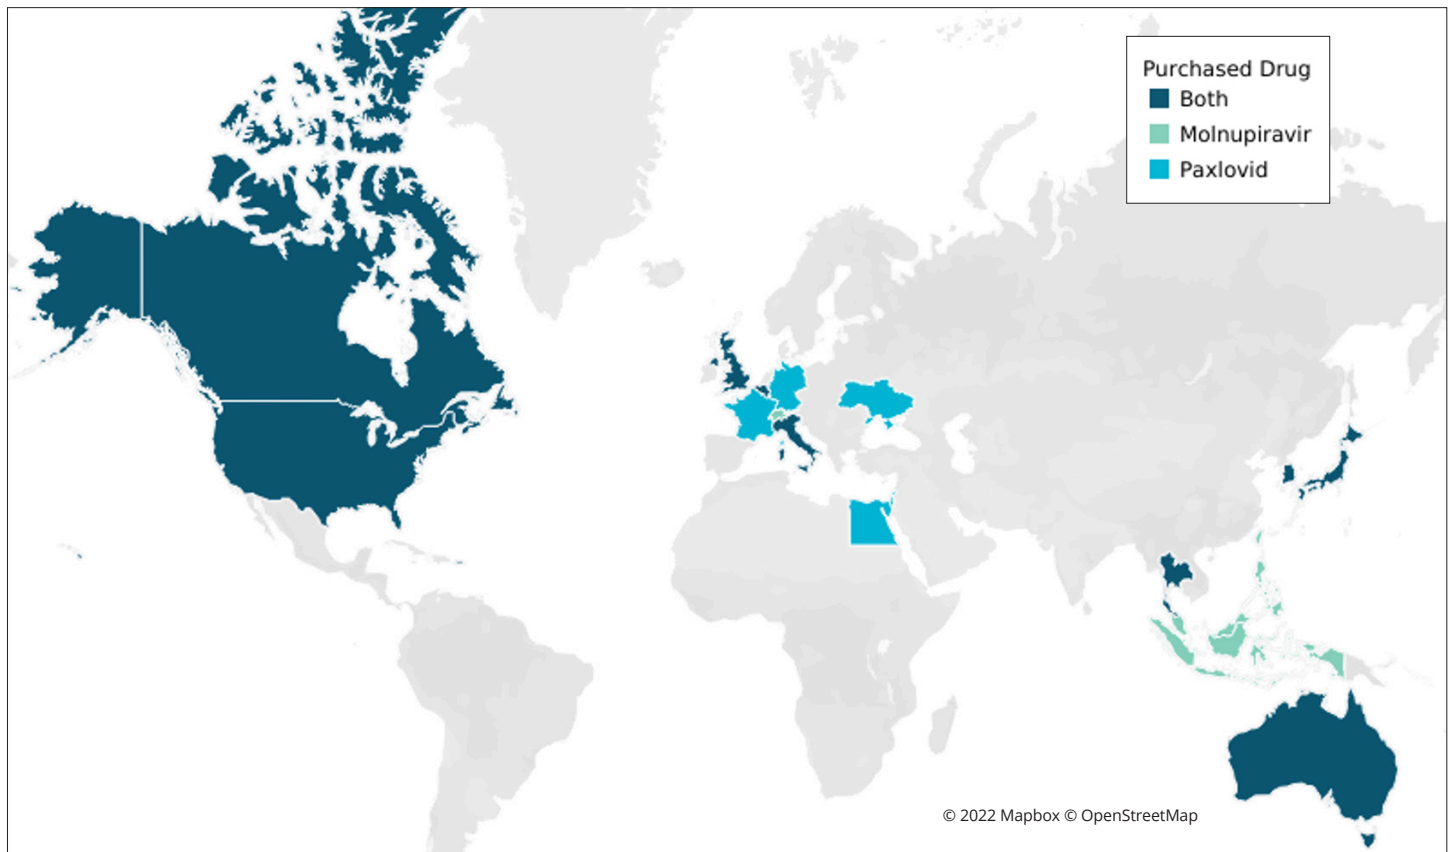 Purchased Drug
Both
Molnupiravir
Paxlovid
© 2022 Mapbox © OpenStreetMap